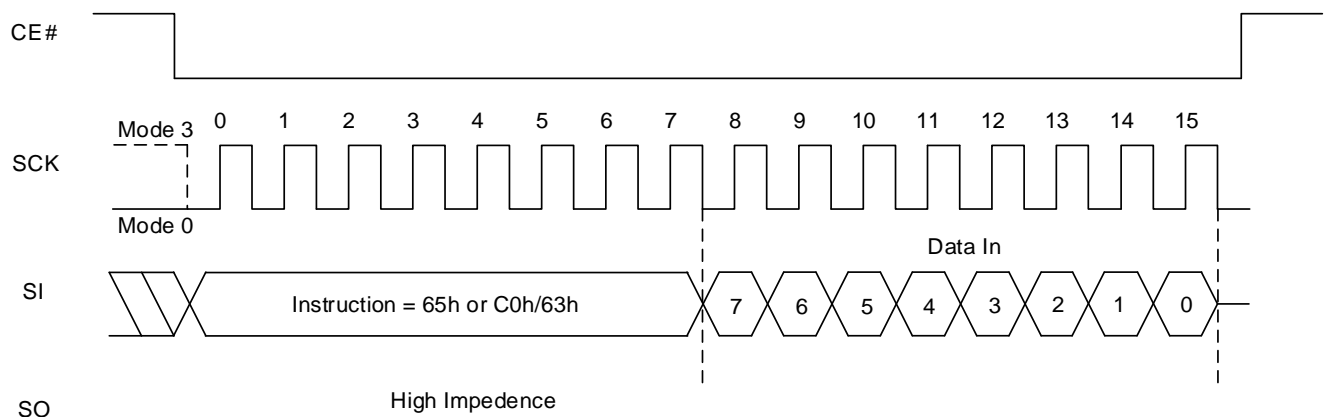 CE#
Mode 3
0 1 2 3 4 5 6 7 8 9 10 11 12 13 14 15
SCK
Mode 0
Data In
SI
Instruction = 65h or C0h/63h
7 6 5 4 3 2 1 0
High Impedence
SO